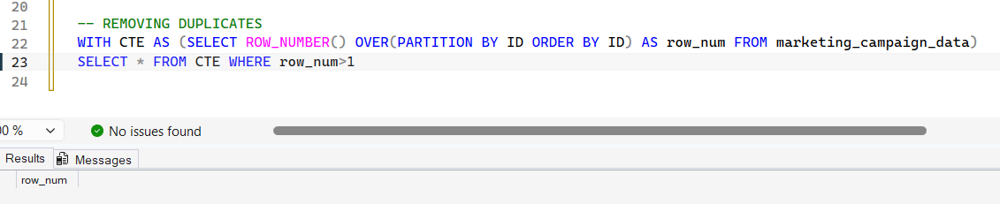 20
21 -- REMOVING DUPLICATES
22 WITH CTE AS (SELECT ROW_NUMBER() OVER(PARTITION BY ID ORDER BY ID) AS row_num FROM marketing_campaign_data)
23 SELECT * FROM CTE WHERE row_num>1
24
00 % No issues found
Results Messages
row_num